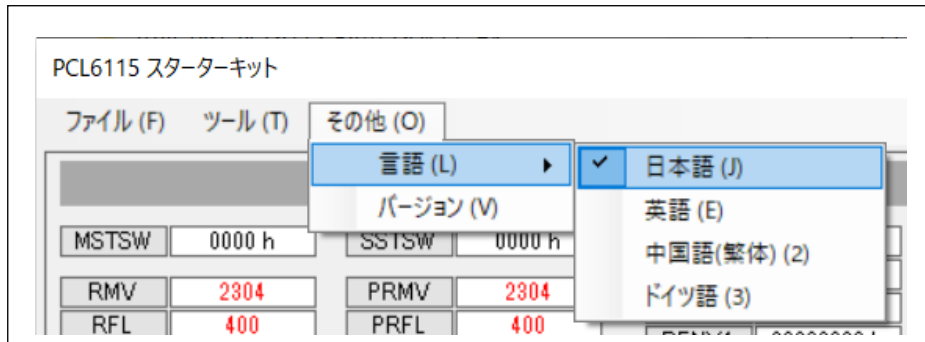 PCL6115 スターターキット
ファイル (F) ツール (T) その他 (O)
言語 (L) 日本語 (J)
バージョン (V) 英語 (E)
中国語(繁体) (2)
ドイツ語 (3)
MSTSW 0000 h SSTSW 0000 h
RMV 2304 PRMV 2304
RFL 400 PRFL 400